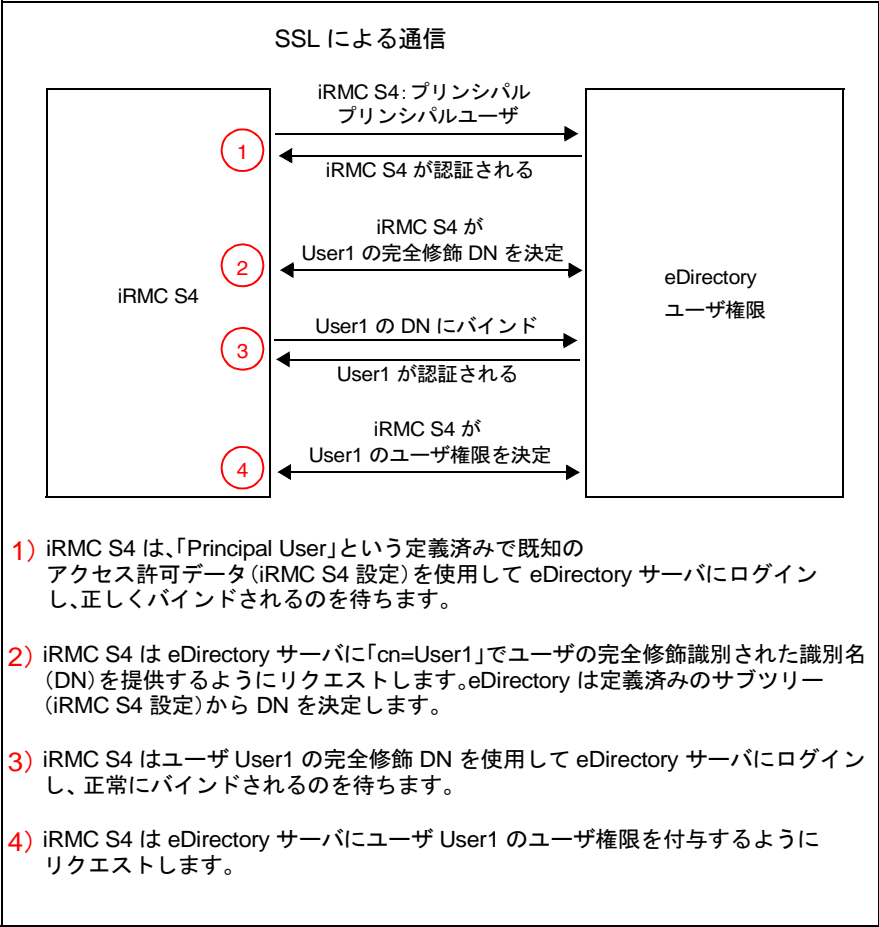 SSL による通信
iRMC S4：プリンシパル
プリンシパルユーザ
1
iRMC S4 が認証される
iRMC S4 が
User1 の完全修飾 DN を決定
2
iRMC S4
eDirectory
ユーザ権限
User1 の DN にバインド
3
User1 が認証される
iRMC S4 が
User1 のユーザ権限を決定
4
1） iRMC S4 は、「Principal User」という定義済みで既知の
アクセス許可データ（iRMC S4 設定）を使用して eDirectory サーバにログイン
し、正しくバインドされるのを待ちます。
2） iRMC S4 は eDirectory サーバに「cn=User1」でユーザの完全修飾識別された識別名
（DN）を提供するようにリクエストします。eDirectory は定義済みのサブツリー
（iRMC S4 設定）から DN を決定します。
3） iRMC S4 はユーザ User1 の完全修飾 DN を使用して eDirectory サーバにログイン
し、正常にバインドされるのを待ちます。
4） iRMC S4 は eDirectory サーバにユーザ User1 のユーザ権限を付与するように
リクエストします。